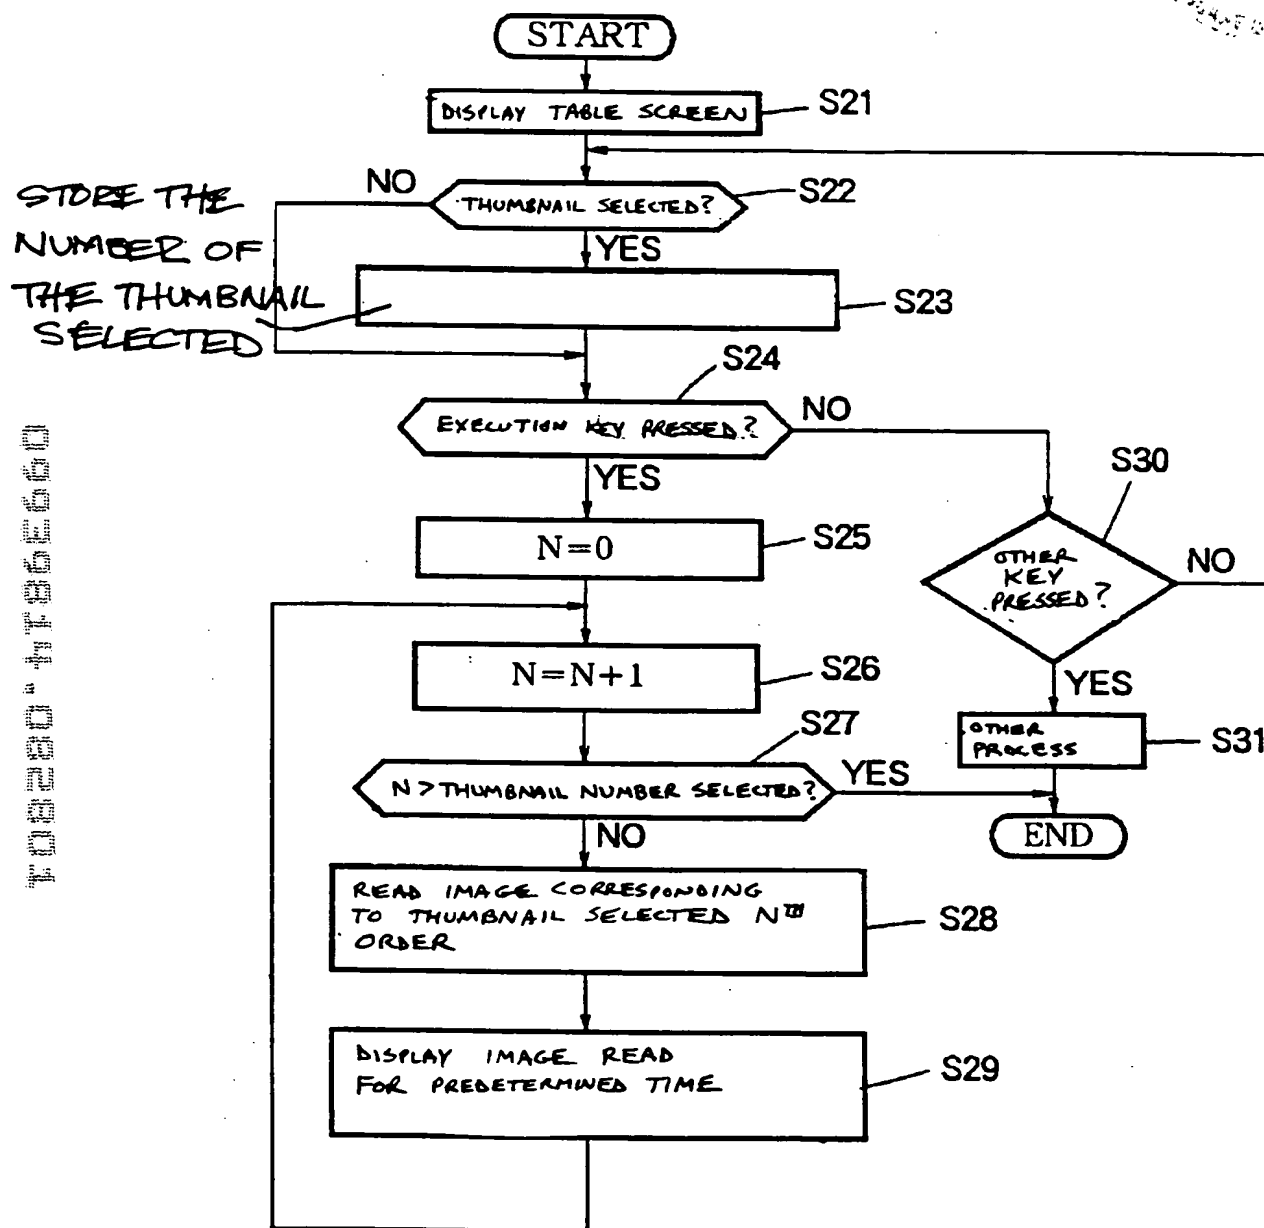 START
DISPLAY TABLE SCREEN
S21
NO
THUMBNAIL SELECTED?
S22
STORE THE
NUMBER OF
THE THUMBNAIL
SELECTED
YES
S23
S24
EXECUTION KEY PRESSED?
NO
YES
S30
N=0
S25
OTHER
KEY
PRESSED?
NO
N=N+1
S26
YES
S27
OTHER
PROCESS
S31
N > THUMBNAIL NUMBER SELECTED?
YES
NO
END
READ IMAGE CORRESPONDING
TO THUMBNAIL SELECTED NTH
ORDER
S28
DISPLAY IMAGE READ
FOR PREDETERMINED TIME
S29